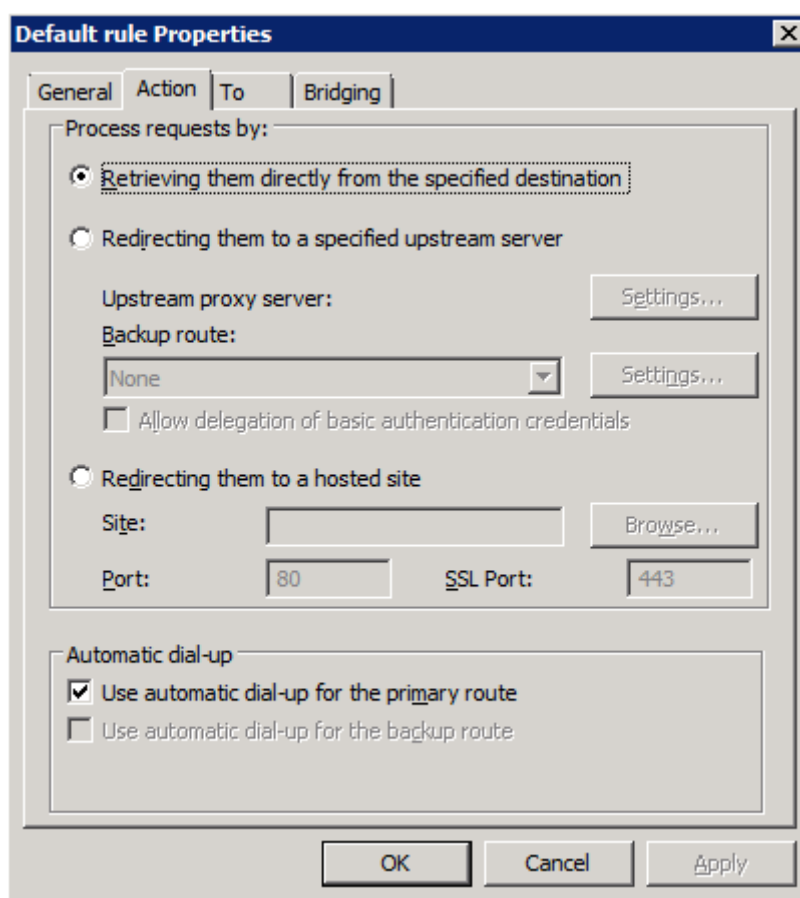 Default rule Properties
General Action To Bridging
Process requests by:
Retrieving them directly from the specified destination
Redirecting them to a specified upstream server
Upstream proxy server: Settings...
Backup route:
None Settings...
Allow delegation of basic authentication credentials
Redirecting them to a hosted site
Site: Browse...
Port: 80 SSL Port: 443
Automatic dial-up
Use automatic dial-up for the primary route
Use automatic dial-up for the backup route
OK Cancel Apply